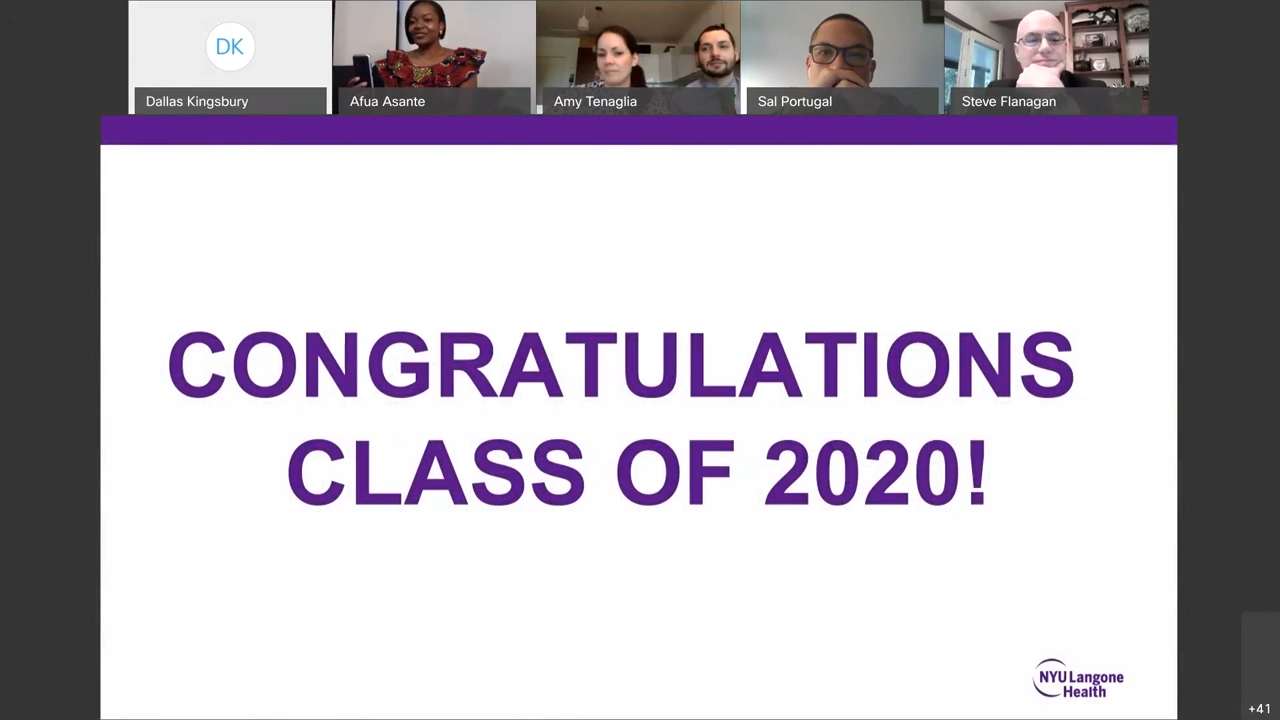 DK
Dallas Kingsbury
Afua Asante
Amy Tenaglia
Sal Portugal
Steve Flanagan
CONGRATULATIONS
CLASS OF 2020!
NYU Langone
Health
+41